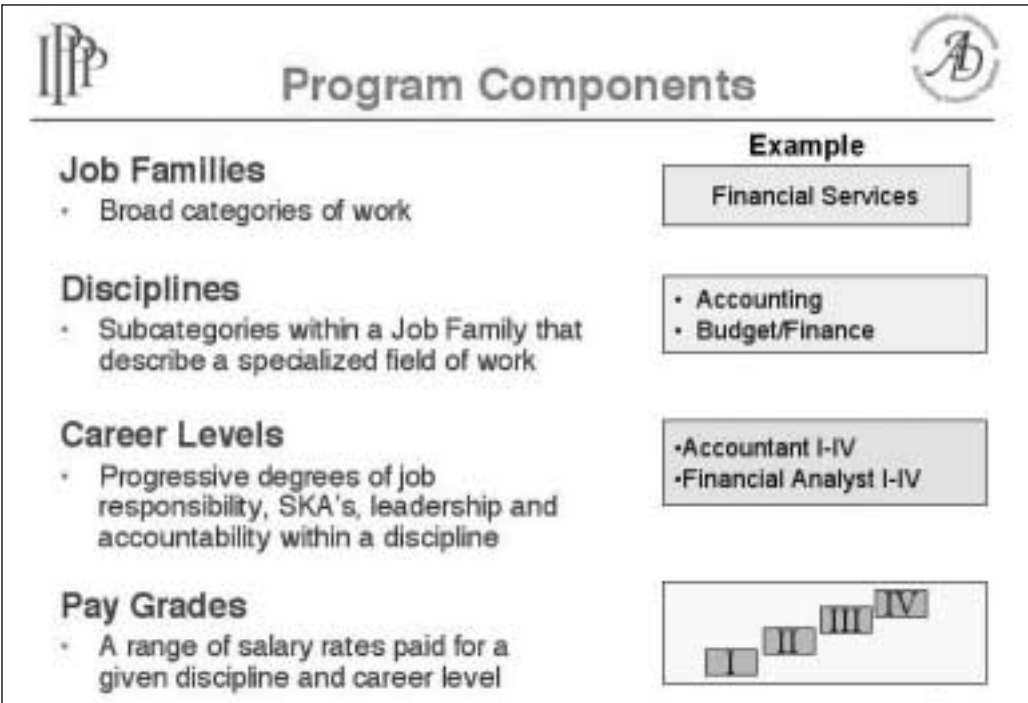 IPPP
Program Components
Example
Job Families
• Broad categories of work
Financial Services
Disciplines
• Subcategories within a Job Family that
describe a specialized field of work
• Accounting
• Budget/Finance
Career Levels
• Progressive degrees of job
responsibility, SKA's, leadership and
accountability within a discipline
•Accountant I-IV
•Financial Analyst I-IV
Pay Grades
• A range of salary rates paid for a
given discipline and career level
I
II
III
IV